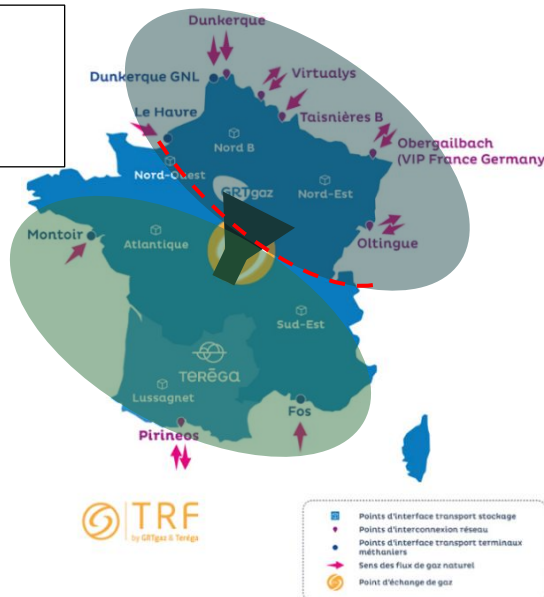 Dunkerque
Dunkerque GNL
Virtualys
Le Havre
Taisnières B
Nord B
Obergailbach
(VIP France Germany
Nord-Ouest
GRTgaz
Nord-Est
Montoir
Atlantique
Oltingue
Sud-Est
TERĒGA
Lussagnet
Fos
Pirineos
TRF
by GRTgaz & Teréga
Points d'interface transport stockage
Points d'interconnexion réseau
Points d'interface transport terminaux
méthaniers
Sens des flux de gaz naturel
Point d'échange de gaz